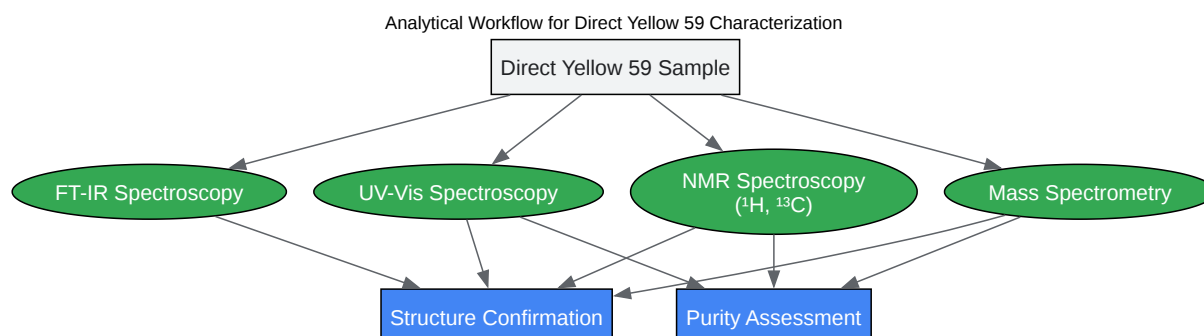 Analytical Workflow for Direct Yellow 59 Characterization
Direct Yellow 59 Sample
FT-IR Spectroscopy
UV-Vis Spectroscopy
NMR Spectroscopy
(¹H, ¹³C)
Mass Spectrometry
Structure Confirmation
Purity Assessment